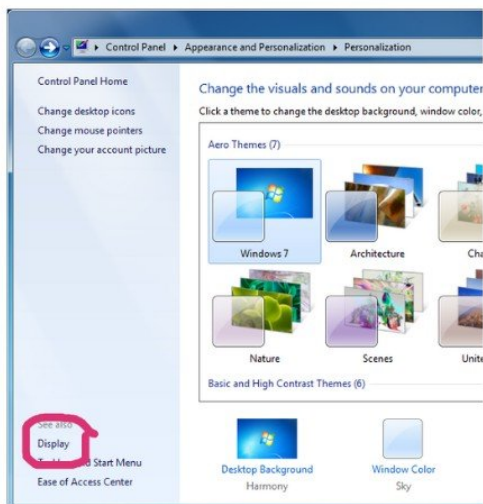 Control Panel ▸ Appearance and Personalization ▸ Personalization
Control Panel Home
Change desktop icons
Change mouse pointers
Change your account picture
Change the visuals and sounds on your computer
Click a theme to change the desktop background, window color,
Aero Themes (7)
Windows 7
Architecture
Cha
Nature
Scenes
Unite
Basic and High Contrast Themes (6)
See also
Display
and Start Menu
Ease of Access Center
Desktop Background
Harmony
Window Color
Sky